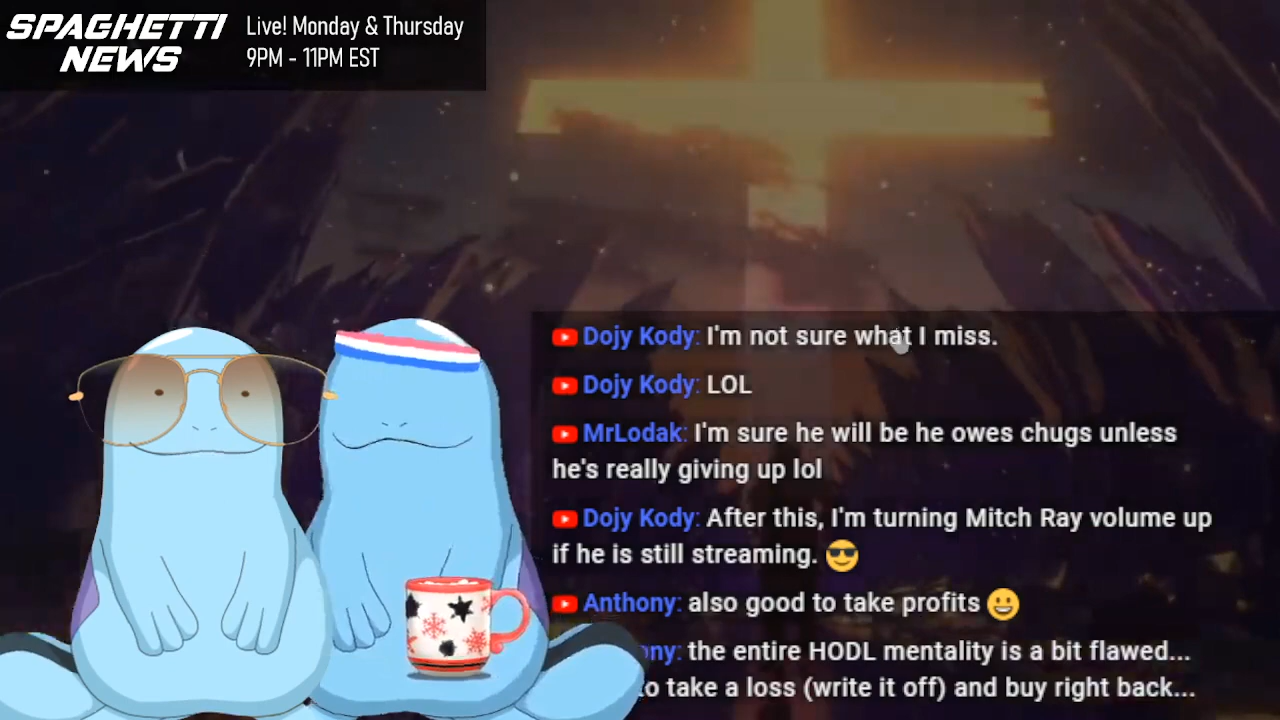 SPAGHETTI
NEWS
Live! Monday & Thursday
9PM - 11PM EST
Dojy Kody: I'm not sure what I miss.
Dojy Kody: LOL
MrLodak: I'm sure he will be he owes chugs unless
he's really giving up lol
Dojy Kody: After this, I'm turning Mitch Ray volume up
if he is still streaming. 😎
Anthony: also good to take profits 😀
the entire HODL mentality is a bit flawed...
take a loss (write it off) and buy right back...